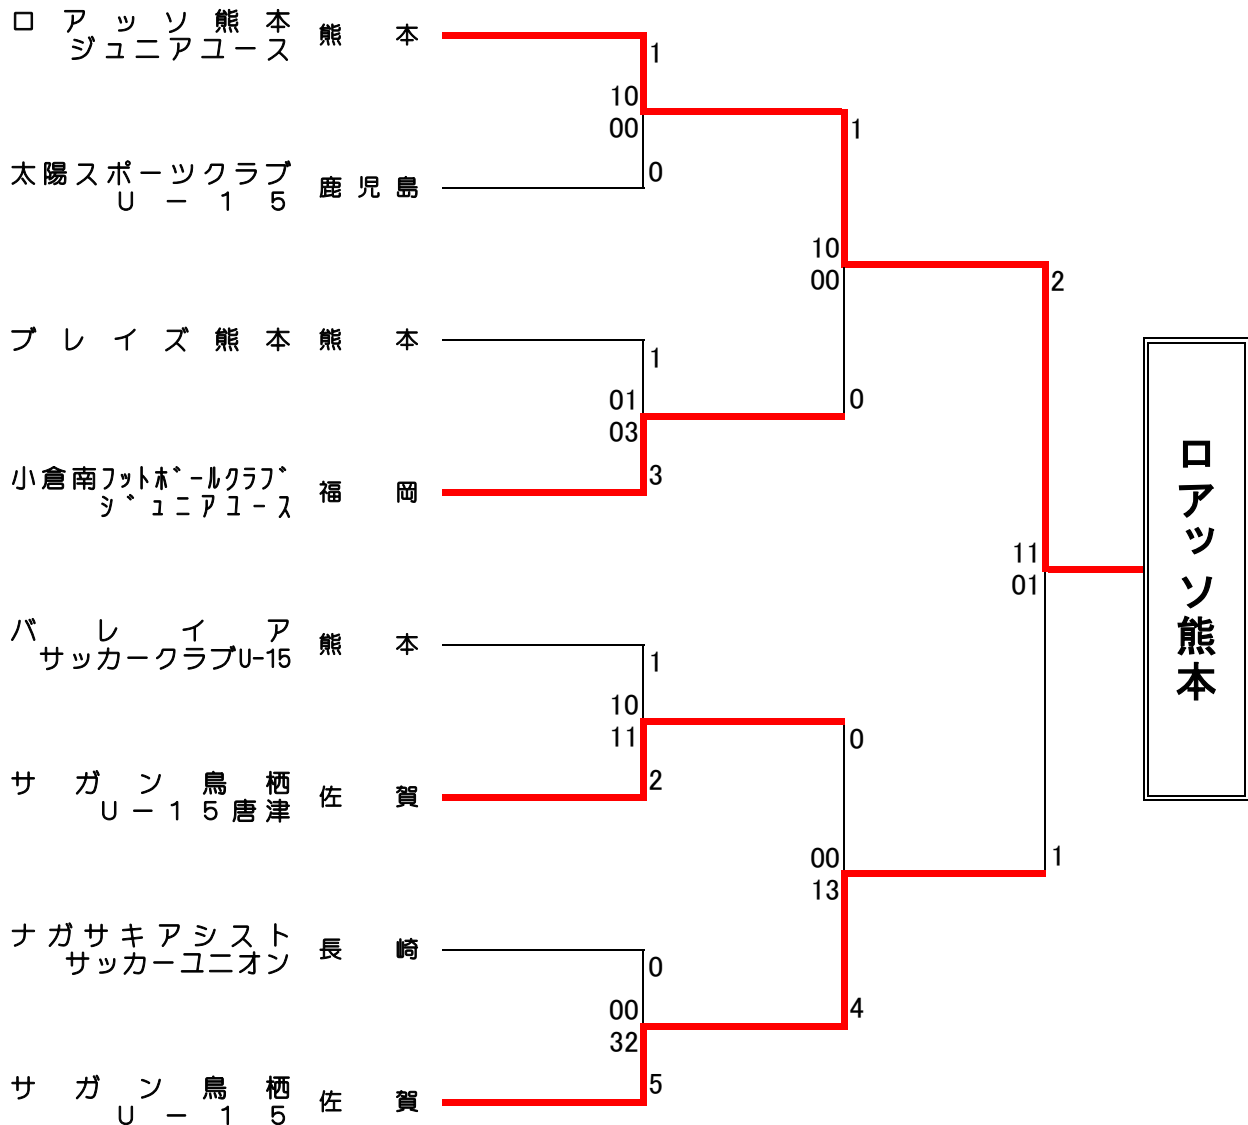 ロアッソ熊本
ジュニアユース
熊本
1
10
00
0
太陽スポーツクラブ
U－15
鹿児島
1
10
00
0
ブレイズ熊本
熊本
1
01
03
3
小倉南フットボールクラブ
ジュニアユース
福岡
2
11
01
1
ロアッソ熊本
バレイア
サッカークラブU-15
熊本
1
10
11
2
サガン鳥栖
U－15唐津
佐賀
0
00
13
4
ナガサキアシスト
サッカーユニオン
長崎
0
00
32
5
サガン鳥栖
U－15
佐賀